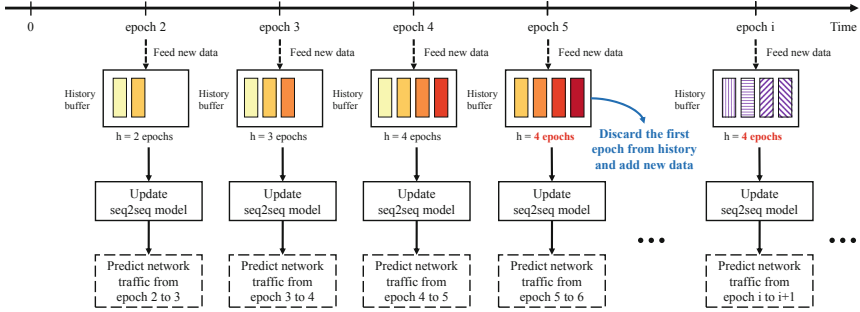 0
epoch 2
epoch 3
epoch 4
epoch 5
epoch i
Time
Feed new data
Feed new data
Feed new data
Feed new data
Feed new data
History
buffer
History
buffer
History
buffer
History
buffer
History
buffer
h = 2 epochs
h = 3 epochs
h = 4 epochs
h = 4 epochs
h = 4 epochs
Discard the first
epoch from history
and add new data
Update
seq2seq model
Update
seq2seq model
Update
seq2seq model
Update
seq2seq model
Update
seq2seq model
•••
•••
Predict network
traffic from
epoch 2 to 3
Predict network
traffic from
epoch 3 to 4
Predict network
traffic from
epoch 4 to 5
Predict network
traffic from
epoch 5 to 6
Predict network
traffic from
epoch i to i+1